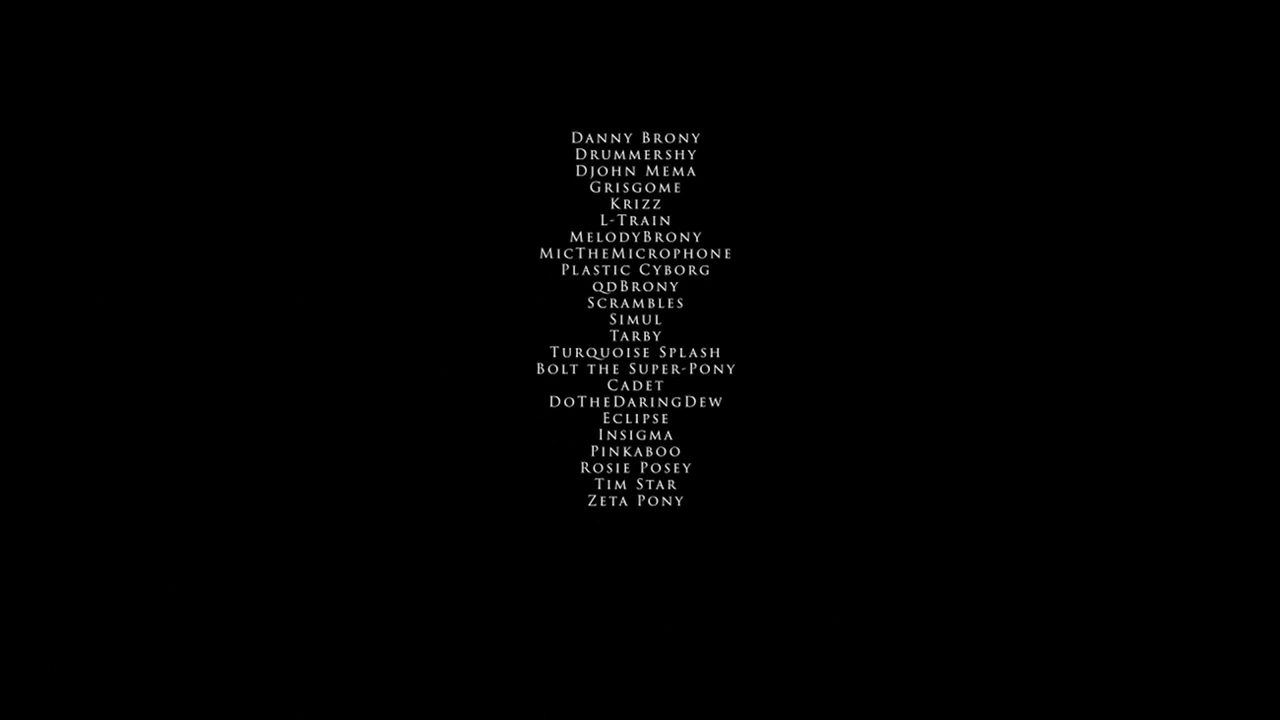 Danny Brony
Drummershy
DJohn Mema
Grisgome
Krizz
L-Train
MelodyBrony
MicTheMicrophone
Plastic Cyborg
qdBrony
Scrambles
Simul
Tarby
Turquoise Splash
Bolt the Super-Pony
Cadet
DoTheDaringDew
Eclipse
Insigma
Pinkaboo
Rosie Posey
Tim Star
Zeta Pony